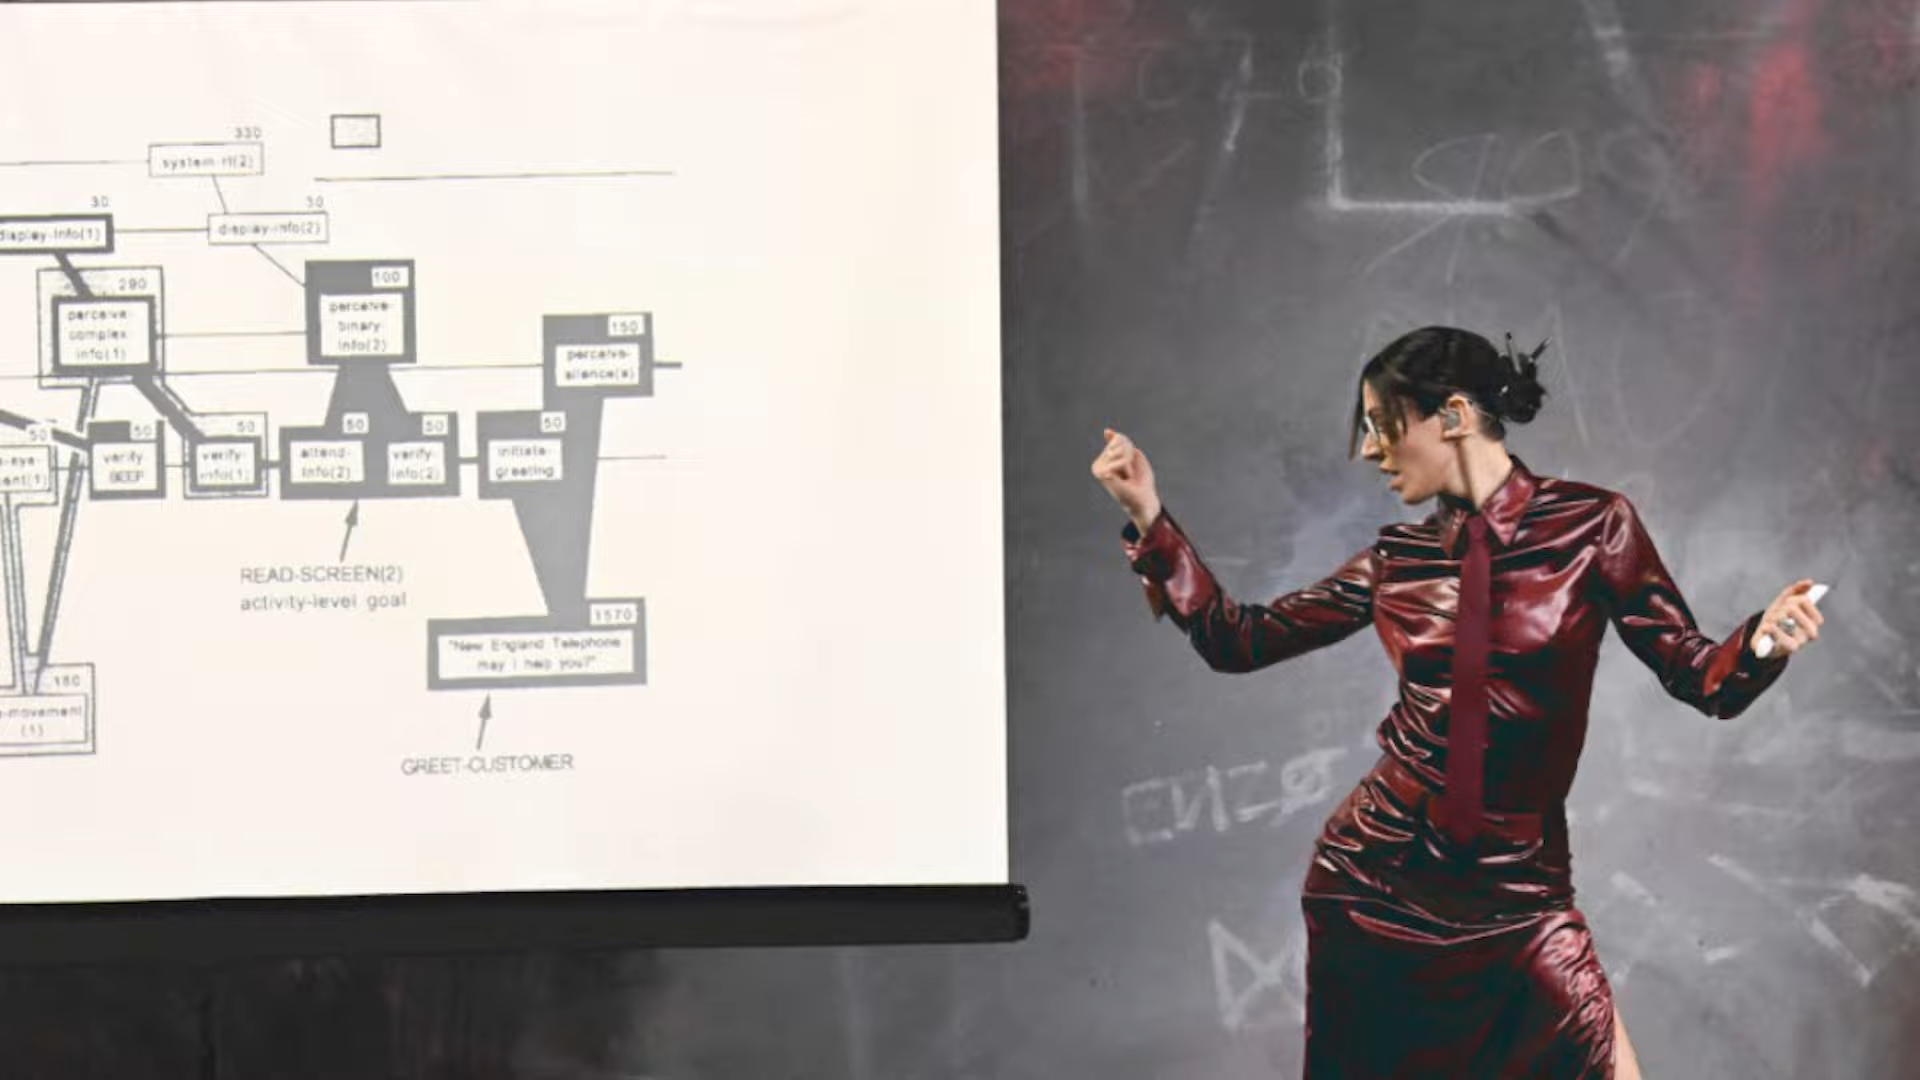 330
system-rt(2)
30
30
display-info(1)
display-info(2)
290
perceive-
complex-
info(1)
100
perceive-
binary-
info(2)
150
perceive-
silence(s)
50
50
50
50
50
50
verify
BEEP
verify-
info(1)
attend-
info(2)
verify-
info(2)
initiate-
greeting
READ-SCREEN(2)
activity-level goal
1570
"New England Telephone
may I help you?"
180
-movement
(1)
GREET-CUSTOMER